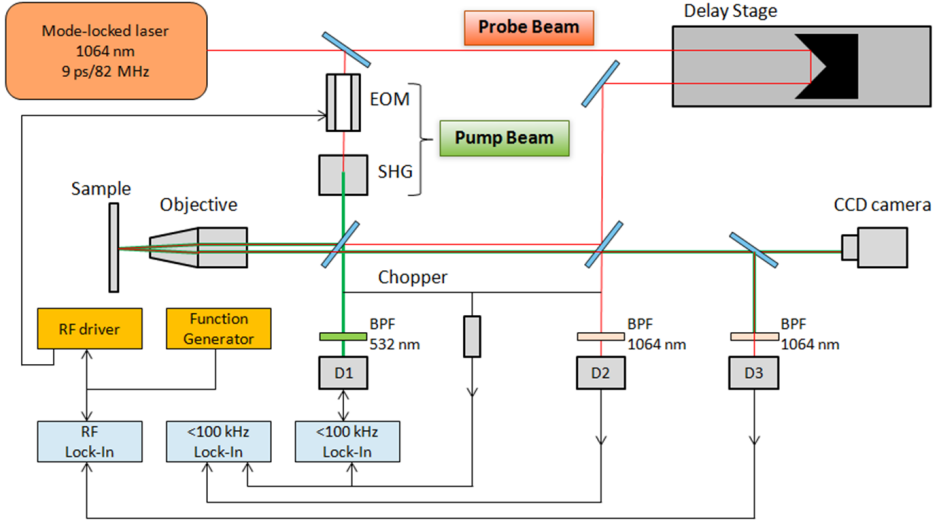 Mode-locked laser
1064 nm
9 ps/82 MHz
Probe Beam
Delay Stage
EOM
Pump Beam
SHG
Sample
Objective
CCD camera
Chopper
RF driver
Function
Generator
BPF
532 nm
BPF
1064 nm
BPF
1064 nm
D1
D2
D3
RF
Lock-In
<100 kHz
Lock-In
<100 kHz
Lock-In